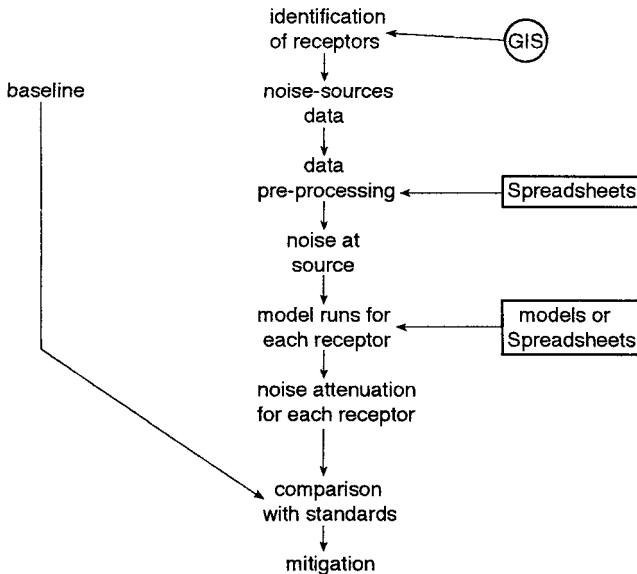 identification
of receptors
GIS
baseline
noise-sources
data
data
pre-processing
Spreadsheets
noise at
source
model runs for
each receptor
models or
Spreadsheets
noise attenuation
for each receptor
comparison
with standards
mitigation